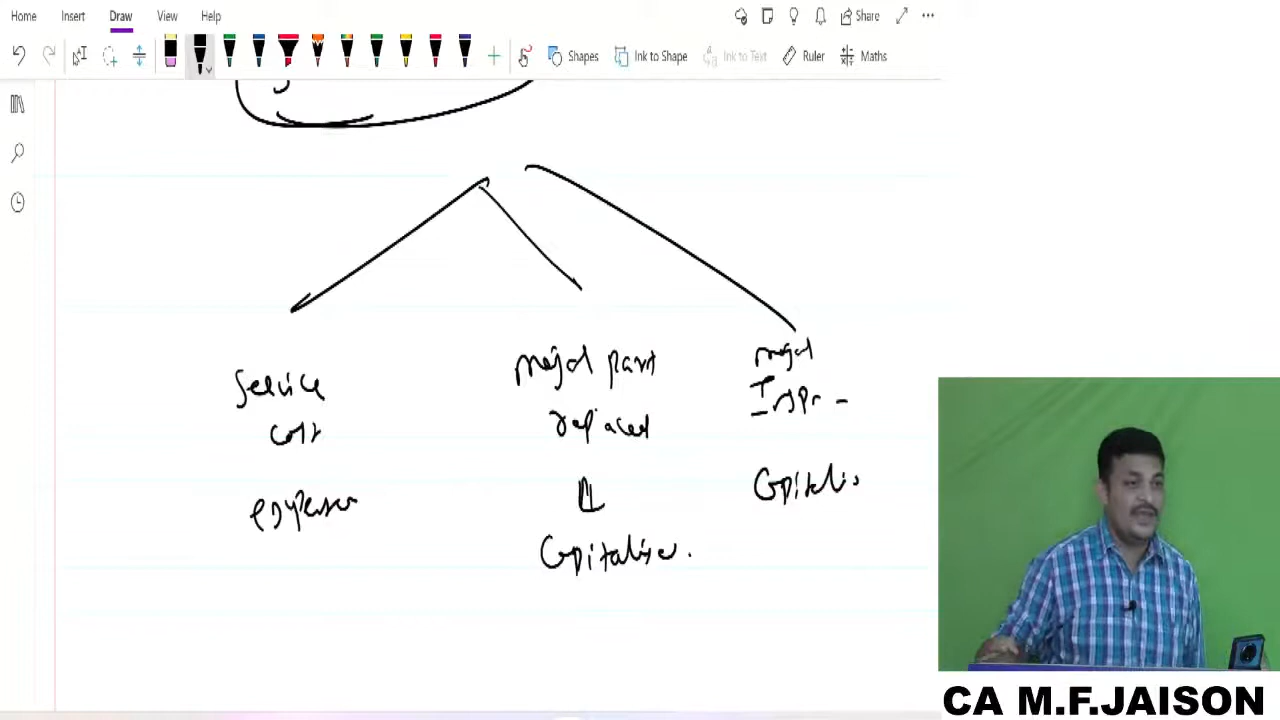 Home Insert Draw View Help Share
Shapes Ink to Shape Ink to Text Ruler Maths
Service
cost
expense
major part
replaced
Capitalise.
major
Insp
Capitalis
CA M.F.JAISON